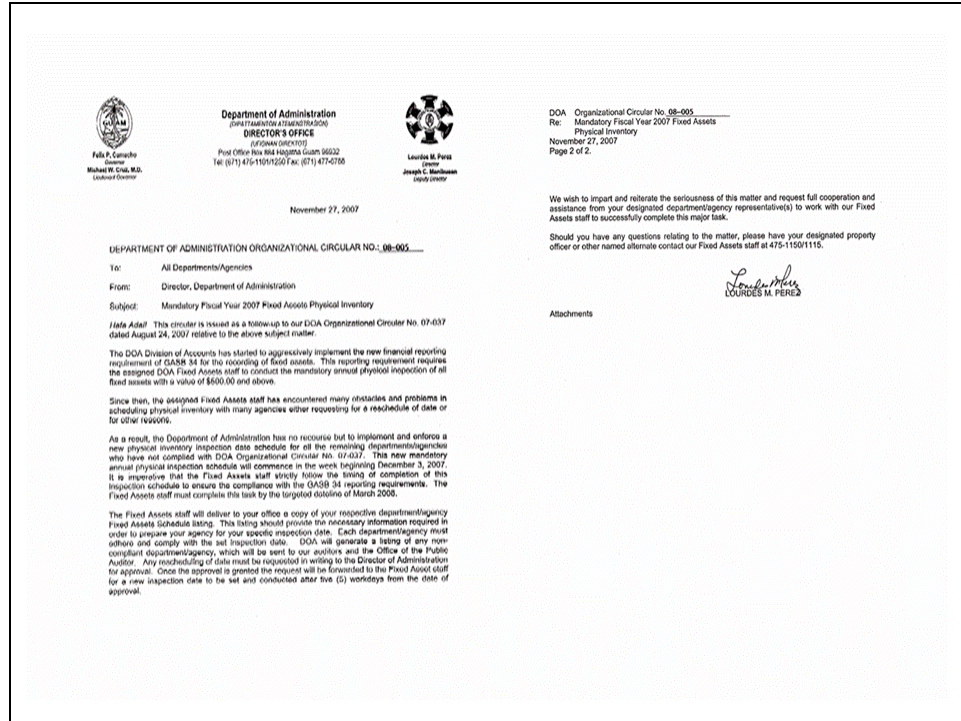 GUAM
Felix P. Camacho
Governor
Michael W. Cruz, M.D.
Lieutenant Governor
Department of Administration
(DIPATTAMENTON ATEMENSTRASION)
DIRECTOR'S OFFICE
(UFISINAN DIREKTOT)
Post Office Box 884 Hagatna Guam 96932
Tel: (671) 475-1101/1250 Fax: (671) 477-6788
Lourdes M. Perez
Director
Joseph C. Manibusan
Deputy Director
November 27, 2007
DEPARTMENT OF ADMINISTRATION ORGANIZATIONAL CIRCULAR NO.: 08-005
To: All Departments/Agencies
From: Director, Department of Administration
Subject: Mandatory Fiscal Year 2007 Fixed Assets Physical Inventory
Hafa Adai! This circular is issued as a follow-up to our DOA Organizational Circular No. 07-037
dated August 24, 2007 relative to the above subject matter.
The DOA Division of Accounts has started to aggressively implement the new financial reporting
requirement of GASB 34 for the recording of fixed assets. This reporting requirement requires
the assigned DOA Fixed Assets staff to conduct the mandatory annual physical inspection of all
fixed assets with a value of $500.00 and above.
Since then, the assigned Fixed Assets staff has encountered many obstacles and problems in
scheduling physical inventory with many agencies either requesting for a reschedule of date or
for other reasons.
As a result, the Department of Administration has no recourse but to implement and enforce a
new physical inventory inspection date schedule for all the remaining departments/agencies
who have not complied with DOA Organizational Circular No. 07-037. This new mandatory
annual physical inspection schedule will commence in the week beginning December 3, 2007.
It is imperative that the Fixed Assets staff strictly follow the timing of completion of this
inspection schedule to ensure the compliance with the GASB 34 reporting requirements. The
Fixed Assets staff must complete this task by the targeted dateline of March 2008.
The Fixed Assets staff will deliver to your office a copy of your respective department/agency
Fixed Assets Schedule listing. This listing should provide the necessary information required in
order to prepare your agency for your specific inspection date. Each department/agency must
adhere and comply with the set inspection date. DOA will generate a listing of any non-
compliant department/agency, which will be sent to our auditors and the Office of the Public
Auditor. Any rescheduling of date must be requested in writing to the Director of Administration
for approval. Once the approval is granted the request will be forwarded to the Fixed Asset staff
for a new inspection date to be set and conducted after five (5) workdays from the date of
approval.
DOA Organizational Circular No. 08-005
Re: Mandatory Fiscal Year 2007 Fixed Assets
Physical Inventory
November 27, 2007
Page 2 of 2.
We wish to impart and reiterate the seriousness of this matter and request full cooperation and
assistance from your designated department/agency representative(s) to work with our Fixed
Assets staff to successfully complete this major task.
Should you have any questions relating to the matter, please have your designated property
officer or other named alternate contact our Fixed Assets staff at 475-1150/1115.
Lourdes M Perez
LOURDES M. PEREZ
Attachments